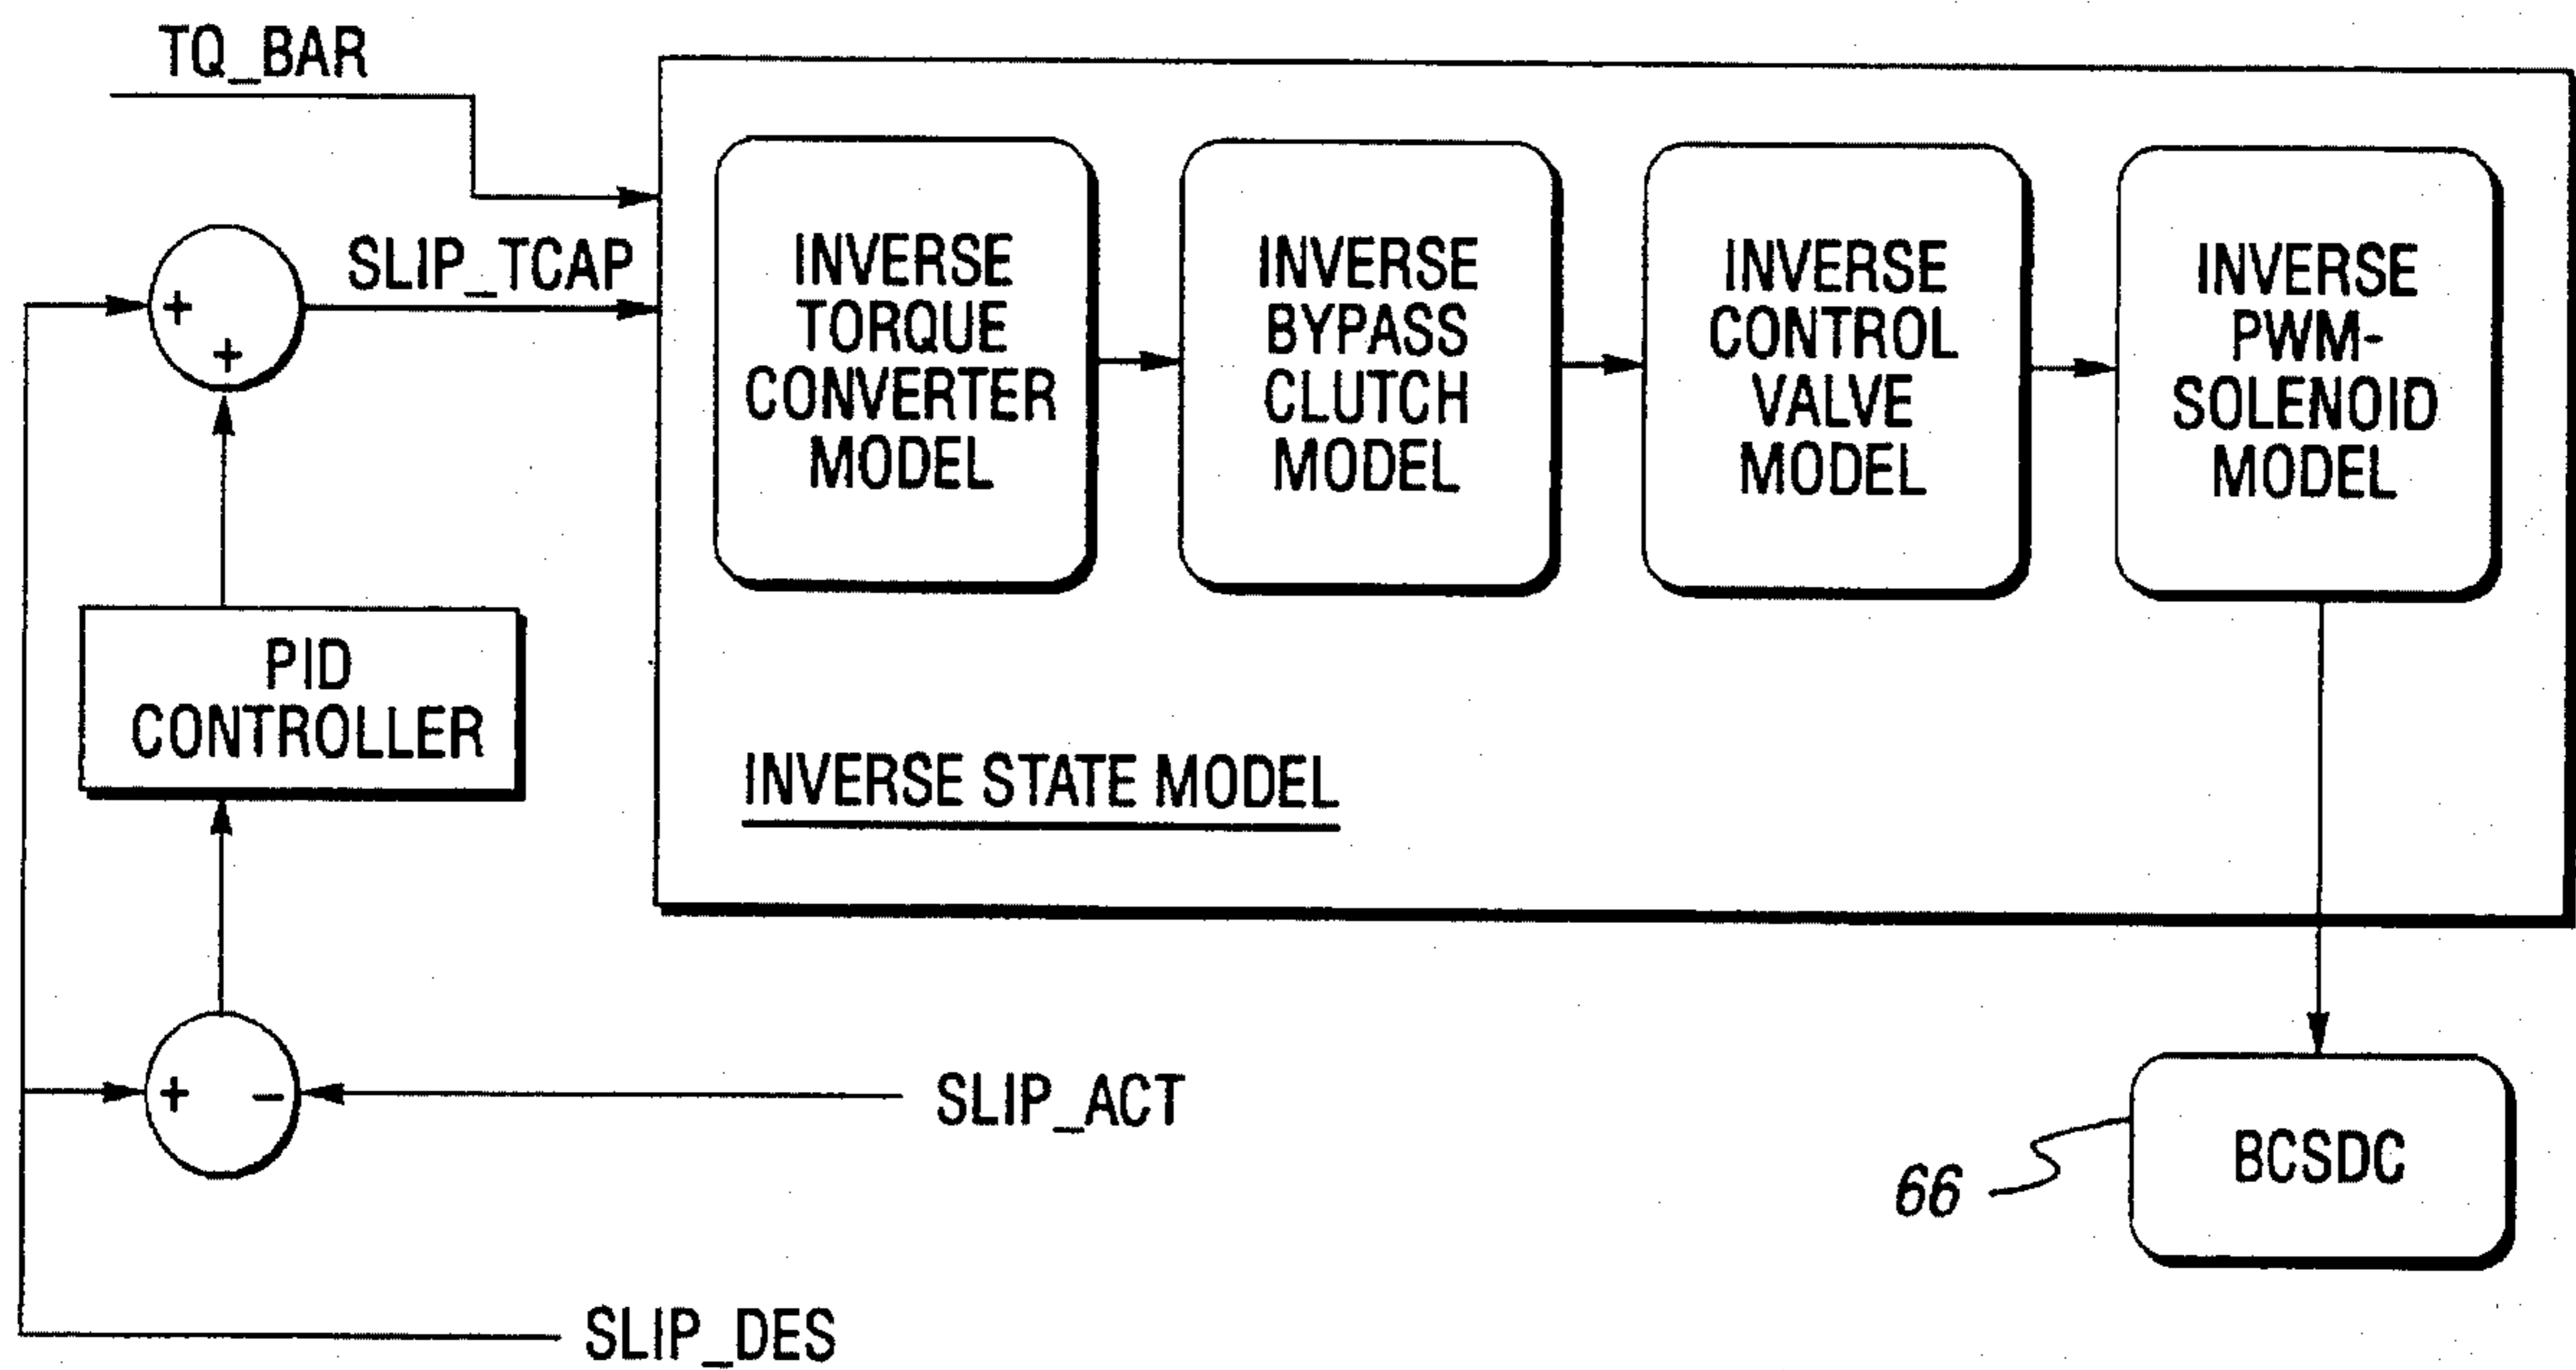 TQ_BAR
SLIP_TCAP
+
+
INVERSE
TORQUE
CONVERTER
MODEL
INVERSE
BYPASS
CLUTCH
MODEL
INVERSE
CONTROL
VALVE
MODEL
INVERSE
PWM-
SOLENOID
MODEL
PID
CONTROLLER
INVERSE STATE MODEL
+ −
SLIP_ACT
66
BCSDC
SLIP_DES